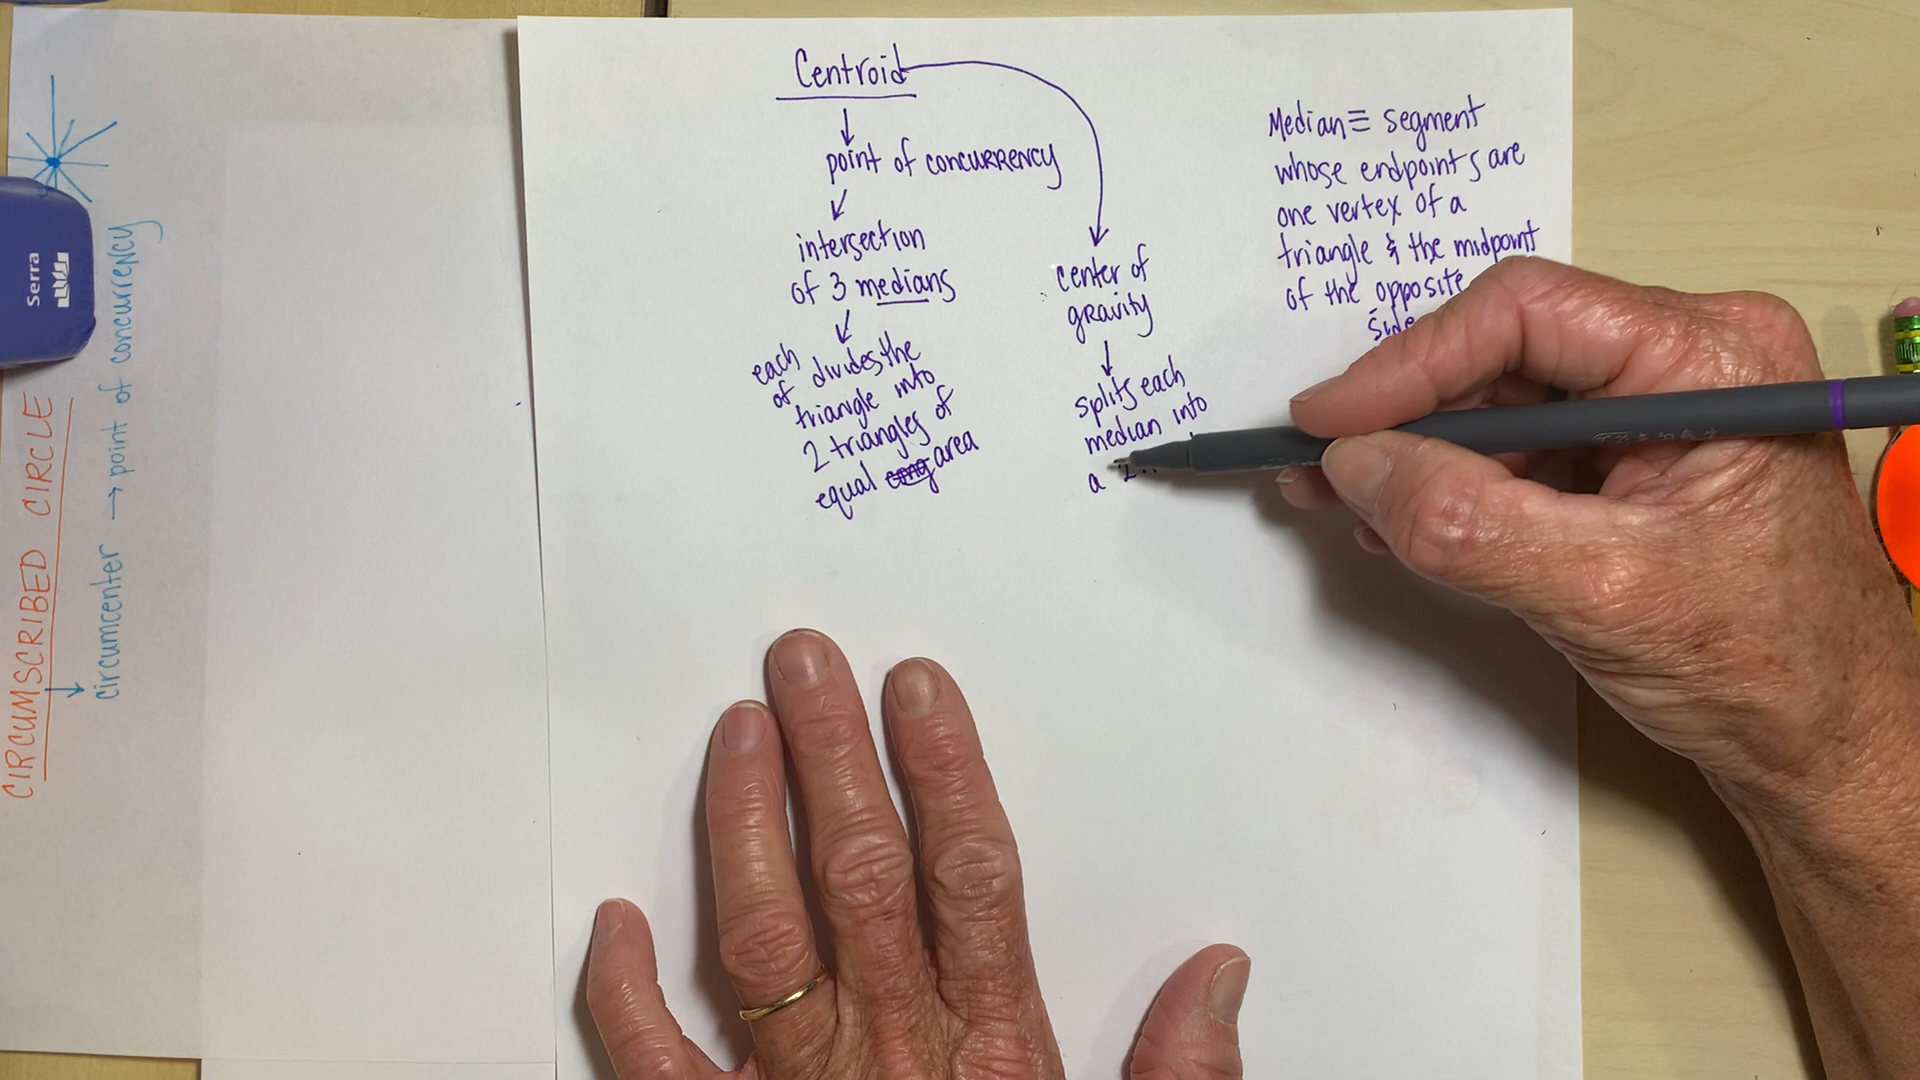 Centroid
point of concurrency
intersection
of 3 medians
each
of divides the
triangle into
2 triangles of
equal area
center of
gravity
splits each
median into
a 2
Median ≡ segment
whose endpoints are
one vertex of a
triangle & the midpoint
of the opposite
side
CIRCUMSCRIBED CIRCLE
circumcenter → point of concurrency
Serra